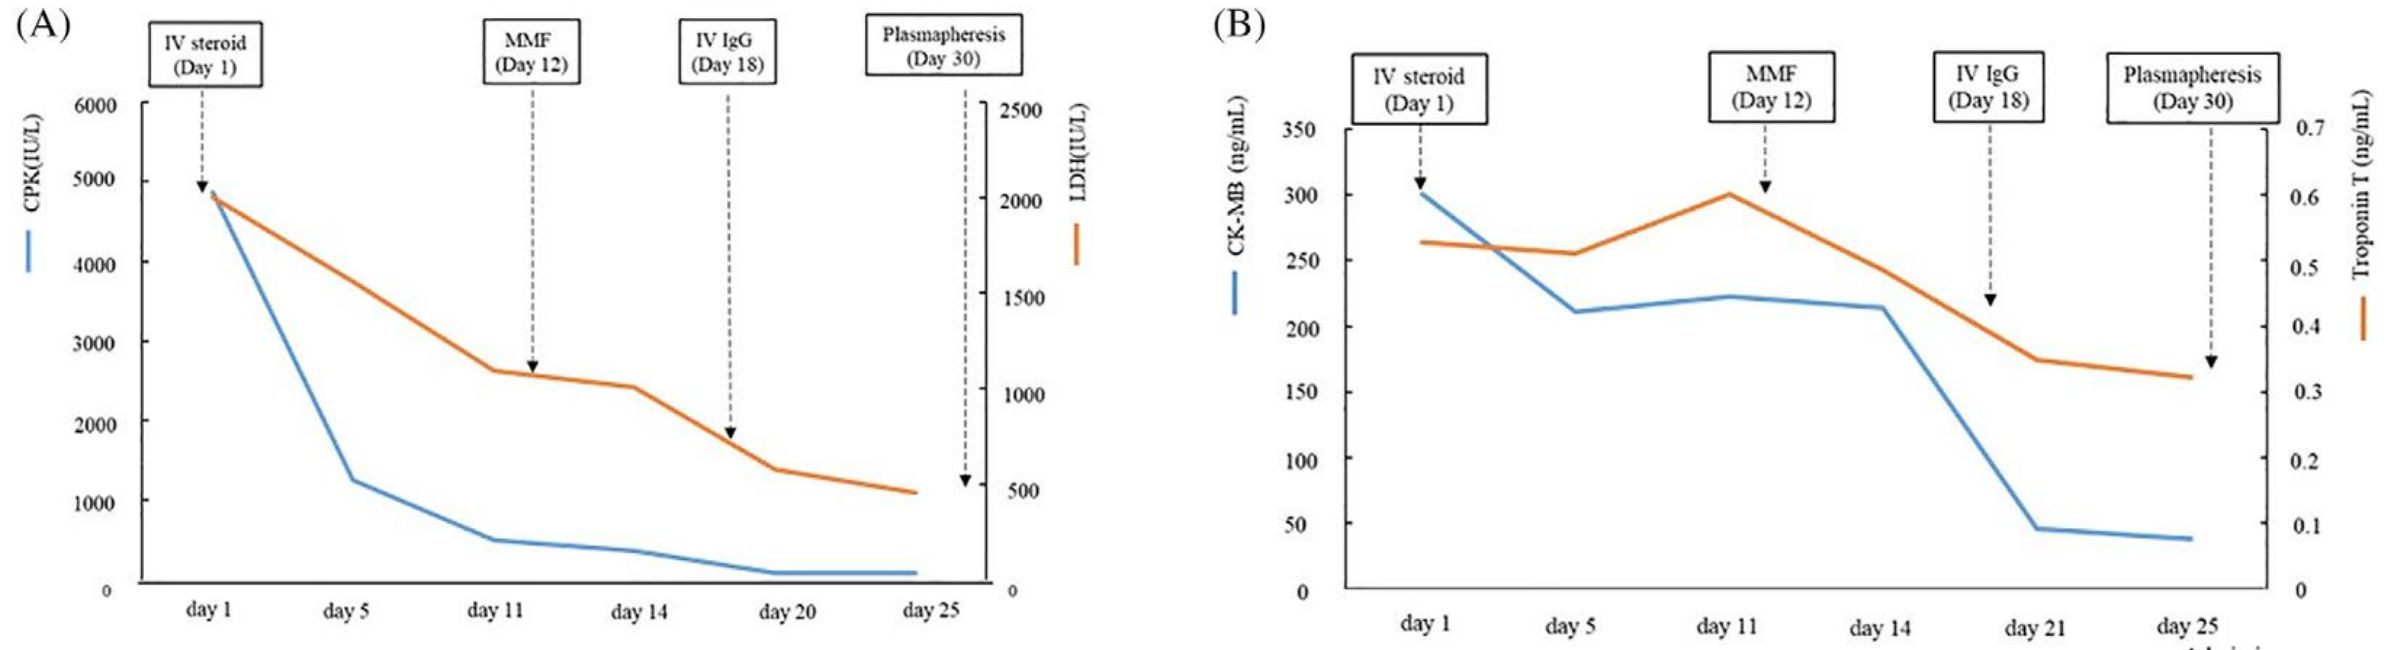 (A)
IV steroid
(Day 1)
MMF
(Day 12)
IV IgG
(Day 18)
Plasmapheresis
(Day 30)
CPK(IU/L)
6000
5000
4000
3000
2000
1000
0
2500
2000
1500
1000
500
0
LDH(IU/L)
day 1 day 5 day 11 day 14 day 20 day 25
(B)
IV steroid
(Day 1)
MMF
(Day 12)
IV IgG
(Day 18)
Plasmapheresis
(Day 30)
CK-MB (ng/mL)
350
300
250
200
150
100
50
0
0.7
0.6
0.5
0.4
0.3
0.2
0.1
0
Troponin T (ng/mL)
day 1 day 5 day 11 day 14 day 21 day 25